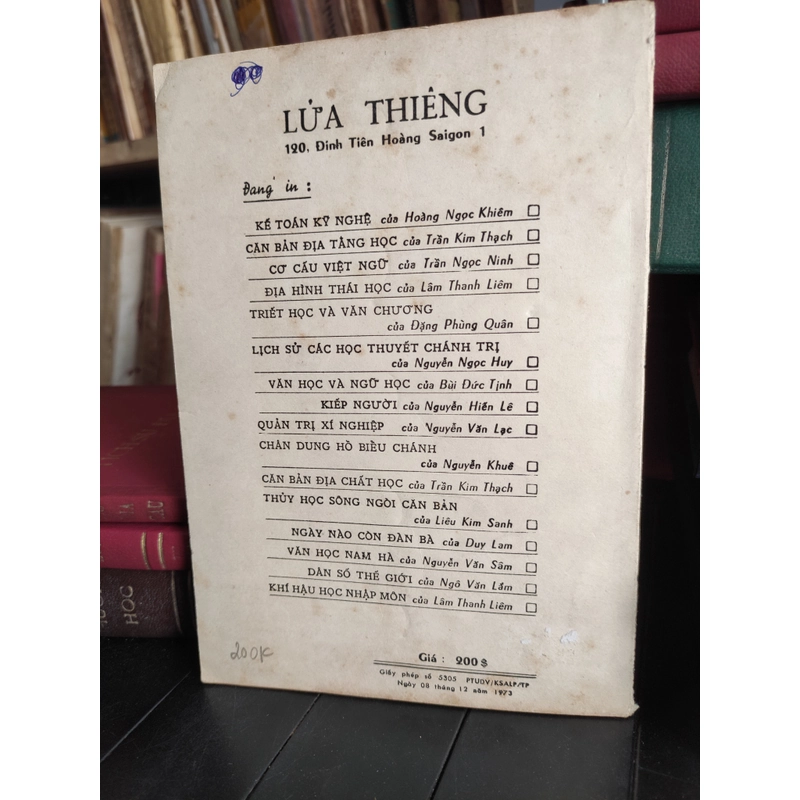 LỬA THIÊNG
120, Đinh Tiên Hoàng Saigon 1
Đang in :
KẾ TOÁN KỸ NGHỆ của Hoàng Ngọc Khiêm
CĂN BẢN ĐỊA TẦNG HỌC của Trần Kim Thạch
CƠ CẤU VIỆT NGỮ của Trần Ngọc Ninh
ĐỊA HÌNH THÁI HỌC của Lâm Thanh Liêm
TRIẾT HỌC VÀ VĂN CHƯƠNG
của Đặng Phùng Quân
LỊCH SỬ CÁC HỌC THUYẾT CHÁNH TRỊ
của Nguyễn Ngọc Huy
VĂN HỌC VÀ NGỮ HỌC của Bùi Đức Tịnh
KIẾP NGƯỜI của Nguyễn Hiến Lê
QUẢN TRỊ XÍ NGHIỆP của Nguyễn Văn Lạc
CHÂN DUNG HỒ BIỂU CHÁNH
của Nguyễn Khuê
CĂN BẢN ĐỊA CHẤT HỌC của Trần Kim Thạch
THỦY HỌC SÔNG NGÒI CĂN BẢN
của Liêu Kim Sanh
NGÀY NÀO CÒN ĐÀN BÀ của Duy Lam
VĂN HỌC NAM HÀ của Nguyễn Văn Sâm
DÂN SỐ THẾ GIỚI của Ngô Văn Lắm
KHÍ HẬU HỌC NHẬP MÔN của Lâm Thanh Liêm
200K
Giá : 200$
Giấy phép số 5305 PTUDV/KSALP/TP
Ngày 08 tháng 12 năm 1973
HỌC